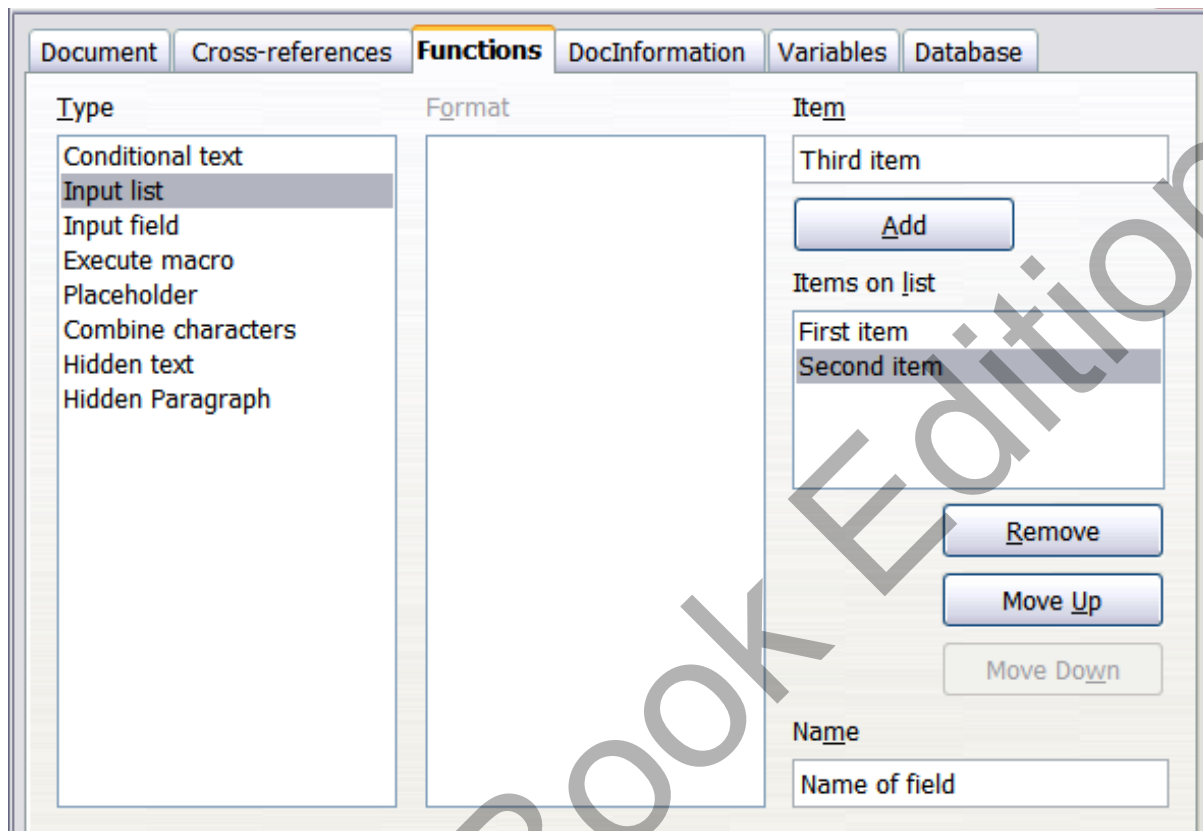 Document Cross-references Functions DocInformation Variables Database
Type
Conditional text
Input list
Input field
Execute macro
Placeholder
Combine characters
Hidden text
Hidden Paragraph
Format
Item
Third item
Add
Items on list
First item
Second item
Remove
Move Up
Move Down
Name
Name of field
Book Edition